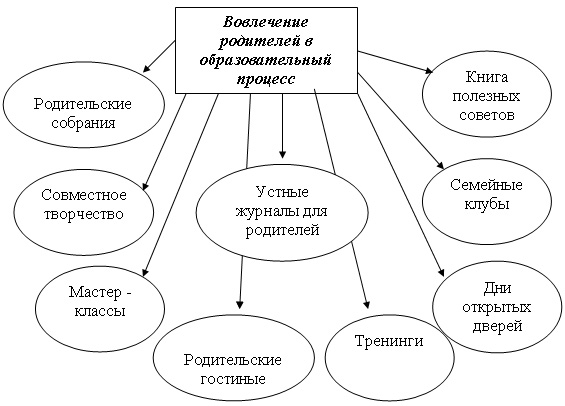 Вовлечение
родителей в
образовательный
процесс
Родительские
собрания
Книга
полезных
советов
Совместное
творчество
Устные
журналы для
родителей
Семейные
клубы
Мастер -
классы
Дни
открытых
дверей
Родительские
гостиные
Тренинги